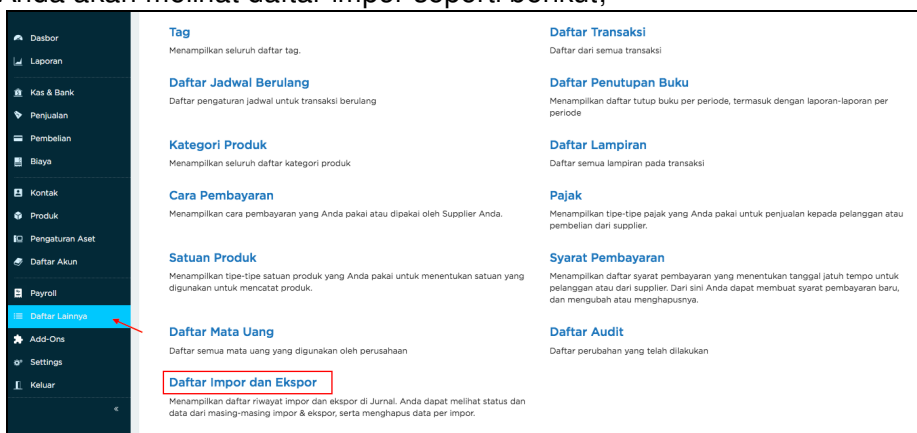 Anda akan melihat daftar impor seperti berikut,
Dasbor
Laporan
Kas & Bank
Penjualan
Pembelian
Biaya
Kontak
Produk
Pengaturan Aset
Daftar Akun
Payroll
Daftar Lainnya
Add-Ons
Settings
Keluar
«
Tag
Menampilkan seluruh daftar tag.
Daftar Jadwal Berulang
Daftar pengaturan jadwal untuk transaksi berulang
Kategori Produk
Menampilkan seluruh daftar kategori produk
Cara Pembayaran
Menampilkan cara pembayaran yang Anda pakai atau dipakai oleh Supplier Anda.
Satuan Produk
Menampilkan tipe-tipe satuan produk yang Anda pakai untuk menentukan satuan yang
digunakan untuk mencatat produk.
Daftar Mata Uang
Daftar semua mata uang yang digunakan oleh perusahaan
Daftar Impor dan Ekspor
Menampilkan daftar riwayat impor dan ekspor di Jurnal. Anda dapat melihat status dan
data dari masing-masing impor & ekspor, serta menghapus data per impor.
Daftar Transaksi
Daftar dari semua transaksi
Daftar Penutupan Buku
Menampilkan daftar tutup buku per periode, termasuk dengan laporan-laporan per
periode
Daftar Lampiran
Daftar semua lampiran pada transaksi
Pajak
Menampilkan tipe-tipe pajak yang Anda pakai untuk penjualan kepada pelanggan atau
pembelian dari supplier.
Syarat Pembayaran
Menampilkan daftar syarat pembayaran yang menentukan tanggal jatuh tempo untuk
pelanggan atau dari supplier. Dari sini Anda dapat membuat syarat pembayaran baru,
dan mengubah atau menghapusnya.
Daftar Audit
Daftar perubahan yang telah dilakukan